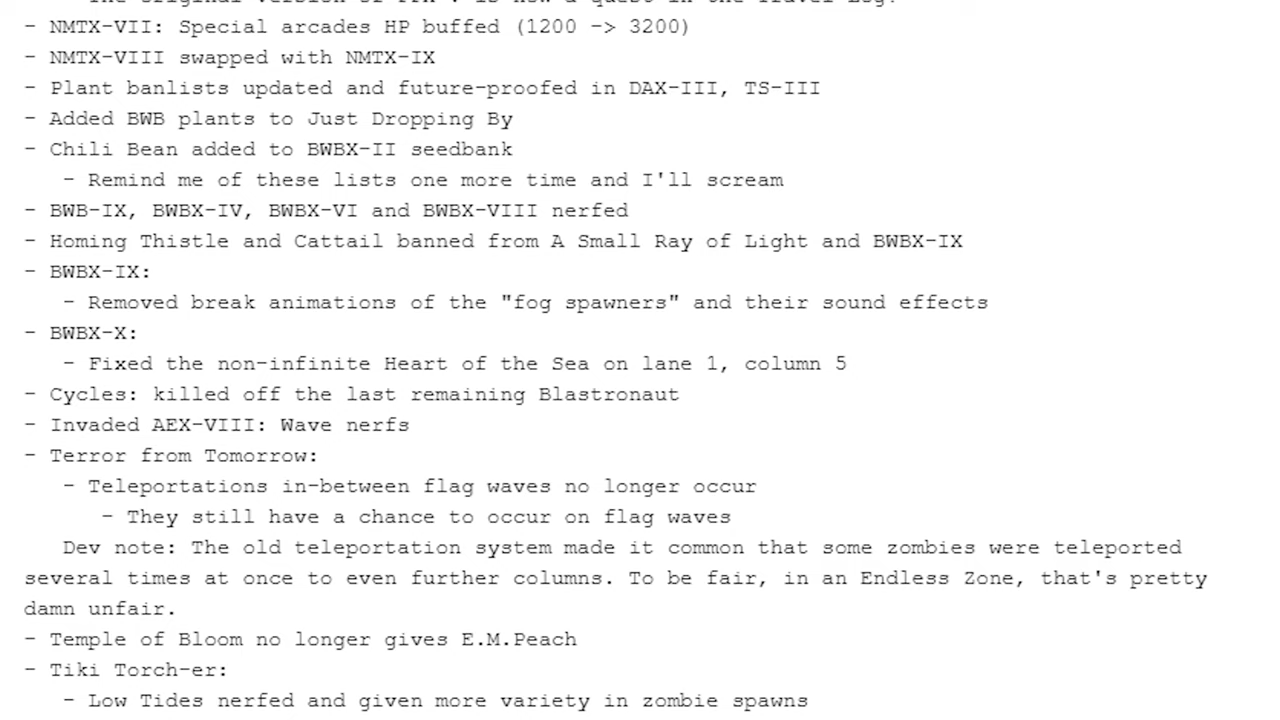 - NMTX-VII: Special arcades HP buffed (1200 -> 3200)
- NMTX-VIII swapped with NMTX-IX
- Plant banlists updated and future-proofed in DAX-III, TS-III
- Added BWB plants to Just Dropping By
- Chili Bean added to BWBX-II seedbank
- Remind me of these lists one more time and I'll scream
- BWB-IX, BWBX-IV, BWBX-VI and BWBX-VIII nerfed
- Homing Thistle and Cattail banned from A Small Ray of Light and BWBX-IX
- BWBX-IX:
- Removed break animations of the "fog spawners" and their sound effects
- BWBX-X:
- Fixed the non-infinite Heart of the Sea on lane 1, column 5
- Cycles: killed off the last remaining Blastronaut
- Invaded AEX-VIII: Wave nerfs
- Terror from Tomorrow:
- Teleportations in-between flag waves no longer occur
- They still have a chance to occur on flag waves
Dev note: The old teleportation system made it common that some zombies were teleported
several times at once to even further columns. To be fair, in an Endless Zone, that's pretty
damn unfair.
- Temple of Bloom no longer gives E.M.Peach
- Tiki Torch-er:
- Low Tides nerfed and given more variety in zombie spawns